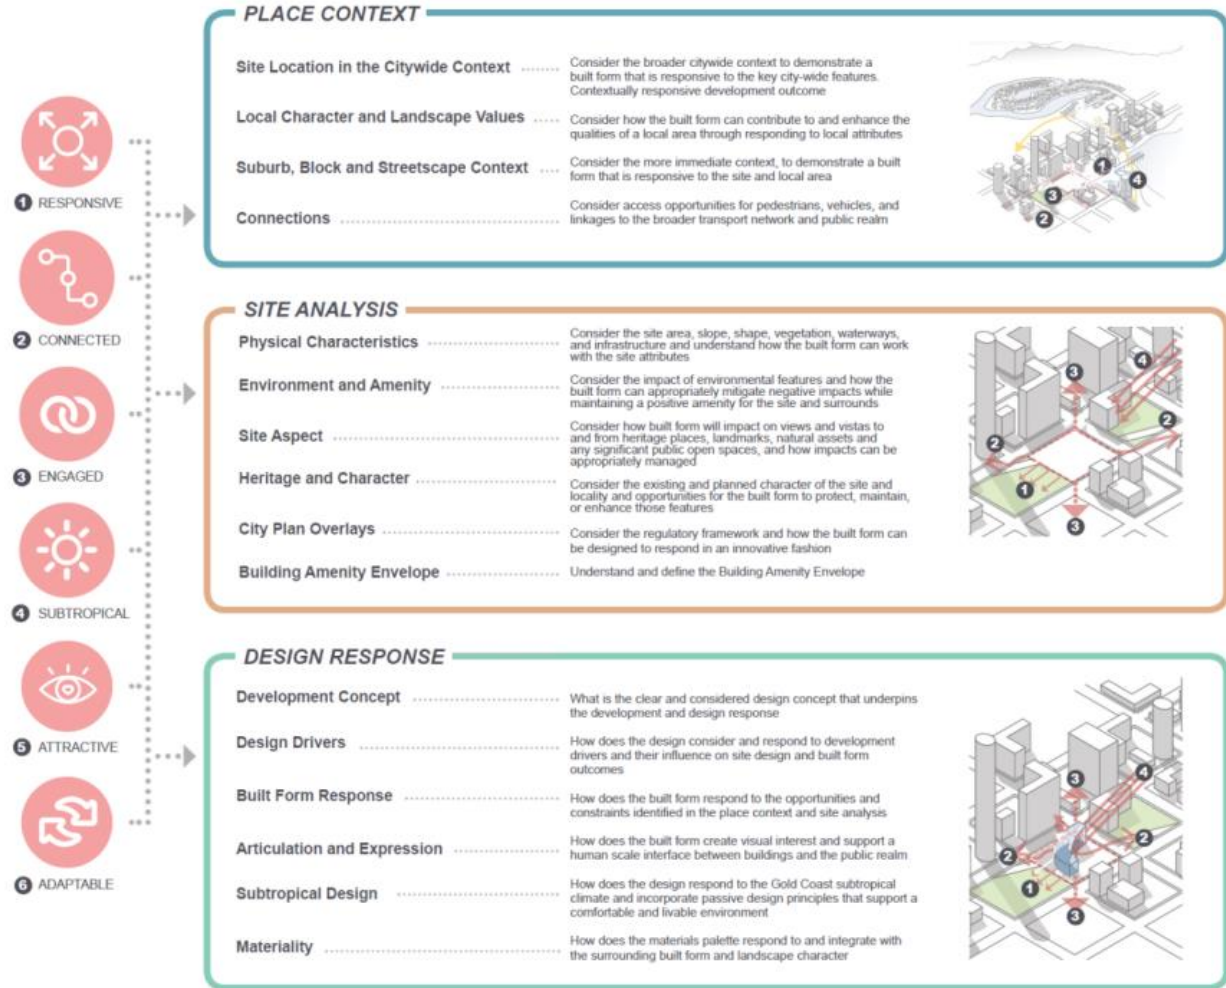 PLACE CONTEXT
Site Location in the Citywide Context
Consider the broader citywide context to demonstrate a
built form that is responsive to the key city-wide features.
Contextually responsive development outcome
Local Character and Landscape Values
Consider how the built form can contribute to and enhance the
qualities of a local area through responding to local attributes
Suburb, Block and Streetscape Context
Consider the more immediate context, to demonstrate a built
form that is responsive to the site and local area
Connections
Consider access opportunities for pedestrians, vehicles, and
linkages to the broader transport network and public realm
1
4
3
2
1 RESPONSIVE
2 CONNECTED
3 ENGAGED
4 SUBTROPICAL
5 ATTRACTIVE
6 ADAPTABLE
SITE ANALYSIS
Physical Characteristics
Consider the site area, slope, shape, vegetation, waterways,
and infrastructure and understand how the built form can work
with the site attributes
Environment and Amenity
Consider the impact of environmental features and how the
built form can appropriately mitigate negative impacts while
maintaining a positive amenity for the site and surrounds
Site Aspect
Consider how built form will impact on views and vistas to
and from heritage places, landmarks, natural assets and
any significant public open spaces, and how impacts can be
appropriately managed
Heritage and Character
Consider the existing and planned character of the site and
locality and opportunities for the built form to protect, maintain,
or enhance those features
City Plan Overlays
Consider the regulatory framework and how the built form can
be designed to respond in an innovative fashion
Building Amenity Envelope
Understand and define the Building Amenity Envelope
4
3
2
2
1
3
DESIGN RESPONSE
Development Concept
What is the clear and considered design concept that underpins
the development and design response
Design Drivers
How does the design consider and respond to development
drivers and their influence on site design and built form
outcomes
Built Form Response
How does the built form respond to the opportunities and
constraints identified in the place context and site analysis
Articulation and Expression
How does the built form create visual interest and support a
human scale interface between buildings and the public realm
Subtropical Design
How does the design respond to the Gold Coast subtropical
climate and incorporate passive design principles that support a
comfortable and livable environment
Materiality
How does the materials palette respond to and integrate with
the surrounding built form and landscape character
3
4
2
2
1
3